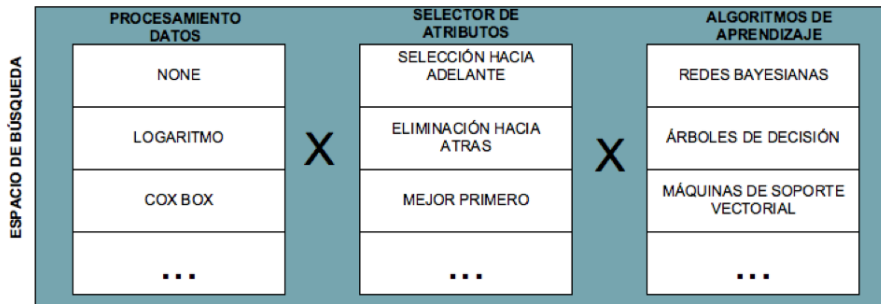 ESPACIO DE BÚSQUEDA
PROCESAMIENTO
DATOS
NONE
LOGARITMO
COX BOX
...
X
SELECTOR DE
ATRIBUTOS
SELECCIÓN HACIA
ADELANTE
ELIMINACIÓN HACIA
ATRAS
MEJOR PRIMERO
...
X
ALGORITMOS DE
APRENDIZAJE
REDES BAYESIANAS
ÁRBOLES DE DECISIÓN
MÁQUINAS DE SOPORTE
VECTORIAL
...